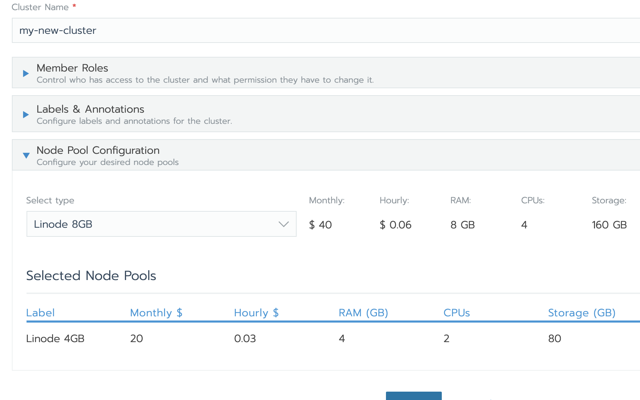 Cluster Name *
my-new-cluster
Member Roles
Control who has access to the cluster and what permission they have to change it.
Labels & Annotations
Configure labels and annotations for the cluster.
Node Pool Configuration
Configure your desired node pools
Select type Monthly: Hourly: RAM: CPUs: Storage:
Linode 8GB $ 40 $ 0.06 8 GB 4 160 GB
Selected Node Pools
Label Monthly $ Hourly $ RAM (GB) CPUs Storage (GB)
Linode 4GB 20 0.03 4 2 80